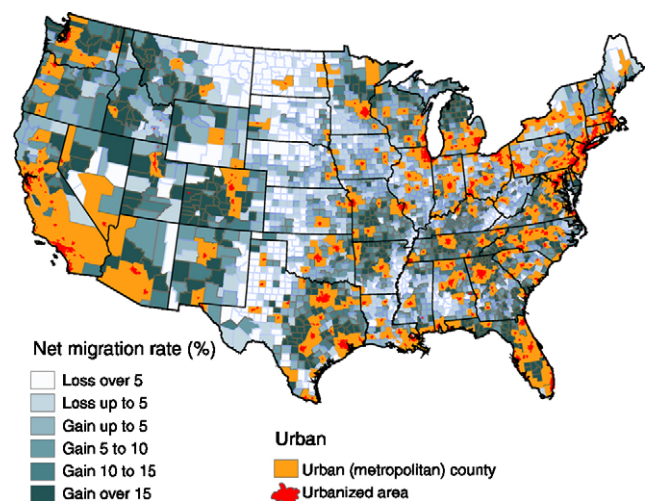 Net migration rate (%)
Loss over 5
Loss up to 5
Gain up to 5
Gain 5 to 10
Gain 10 to 15
Gain over 15
Urban
Urban (metropolitan) county
Urbanized area